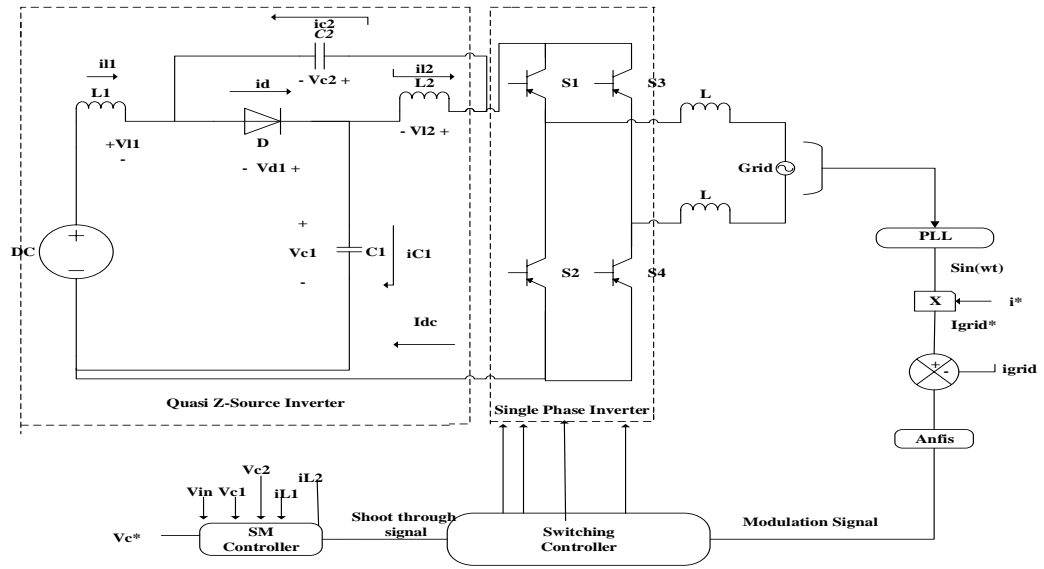 ic2
C2
- Vc2 +
il1
L1
id
il2
L2
+Vl1
-
D
- Vd1 +
- Vl2 +
S1
S3
L
Grid
L
DC
+
−
+
Vc1
-
C1
iC1
S2
S4
Idc
PLL
Sin(wt)
X
i*
Igrid*
+
-
igrid
Anfis
Quasi Z-Source Inverter
Single Phase Inverter
Vin
Vc1
Vc2
iL1
iL2
Vc*
SM
Controller
Shoot through
signal
Switching
Controller
Modulation Signal